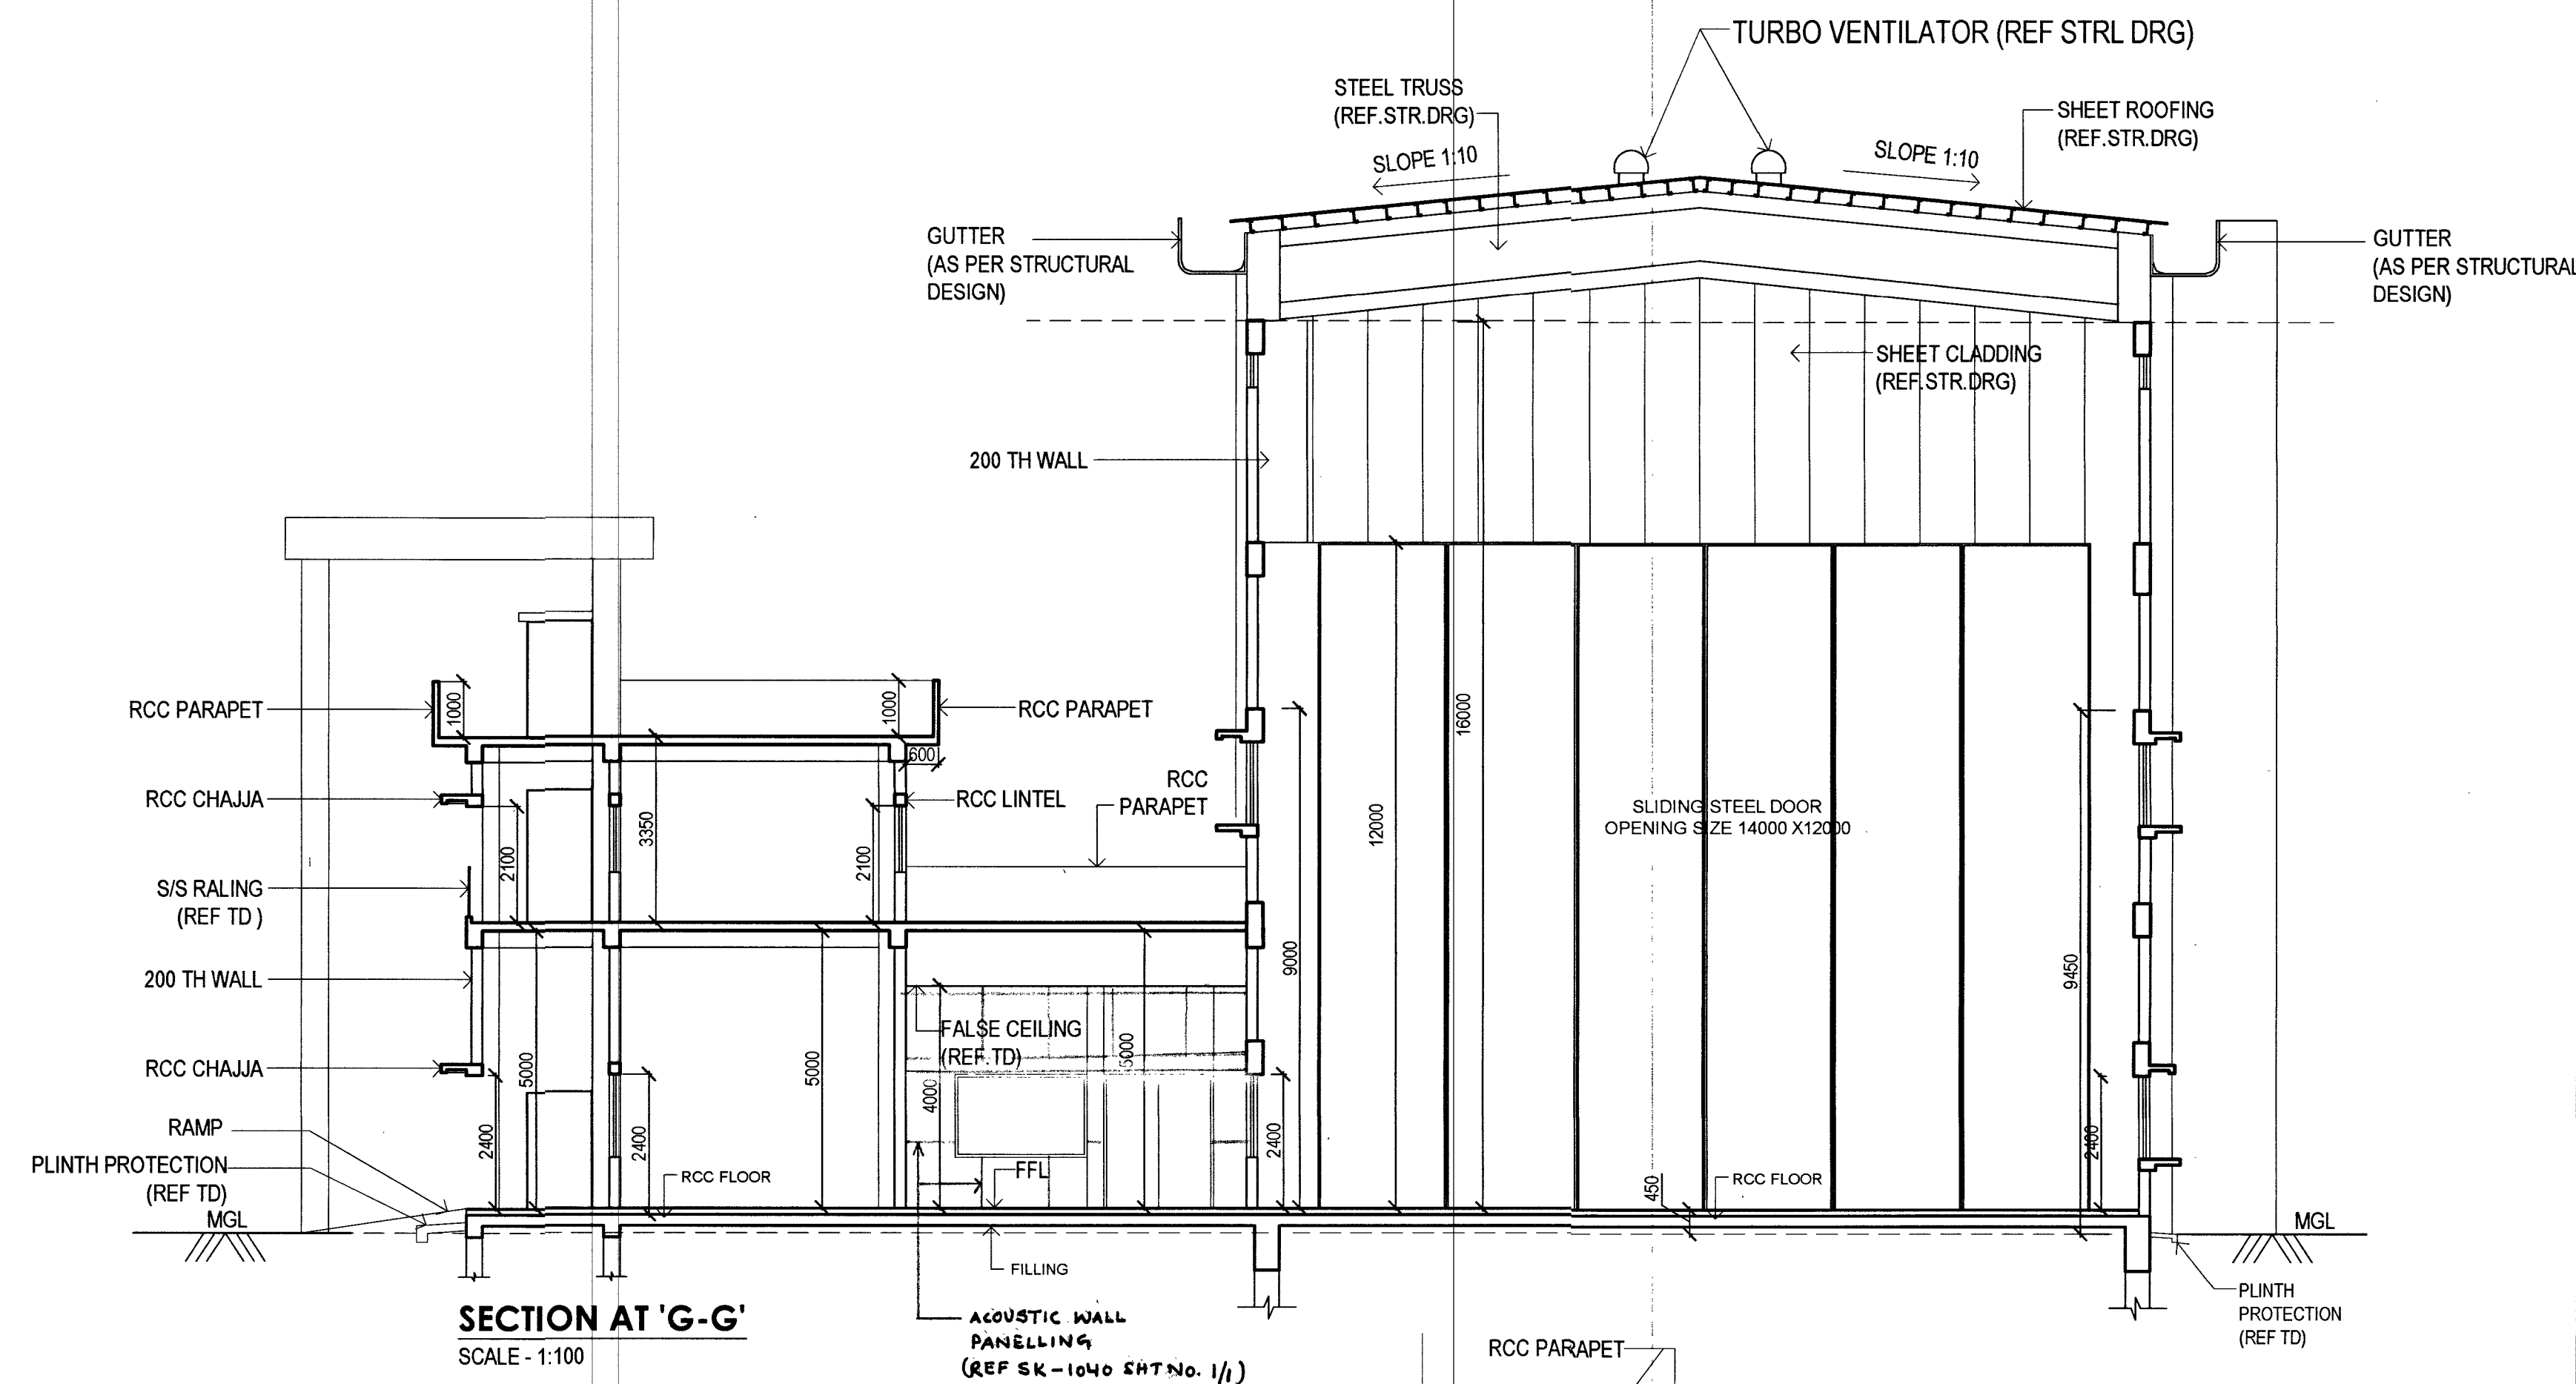 TURBO VENTILATOR (REF STRL DRG)
STEEL TRUSS
(REF.STR.DRG)
SHEET ROOFING
(REF.STR.DRG)
SLOPE 1:10
SLOPE 1:10
GUTTER
(AS PER STRUCTURAL
DESIGN)
GUTTER
(AS PER STRUCTURAL
DESIGN)
SHEET CLADDING
(REF.STR.DRG)
200 TH WALL
RCC PARAPET
1000
1000
RCC PARAPET
16000
600
RCC CHAJJA
RCC LINTEL
RCC
PARAPET
3350
12000
SLIDING STEEL DOOR
OPENING SIZE 14000 X12000
2100
2100
S/S RALING
(REF TD )
9000
9450
200 TH WALL
FALSE CEILING
(REF.TD)
RCC CHAJJA
5000
5000
5000
4000
RAMP
2400
2400
2400
2400
PLINTH PROTECTION
(REF TD)
RCC FLOOR
FFL
450
RCC FLOOR
MGL
MGL
FILLING
PLINTH
PROTECTION
(REF TD)
SECTION AT 'G-G'
SCALE - 1:100
ACOUSTIC WALL
PANELLING
(REF SK-1040 SHT NO. 1/1)
RCC PARAPET